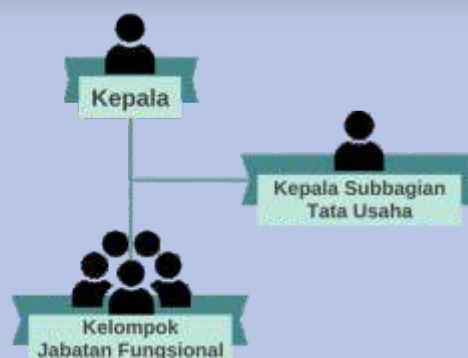 Kepala
Kepala Subbagian
Tata Usaha
Kelompok
Jabatan Fungsional